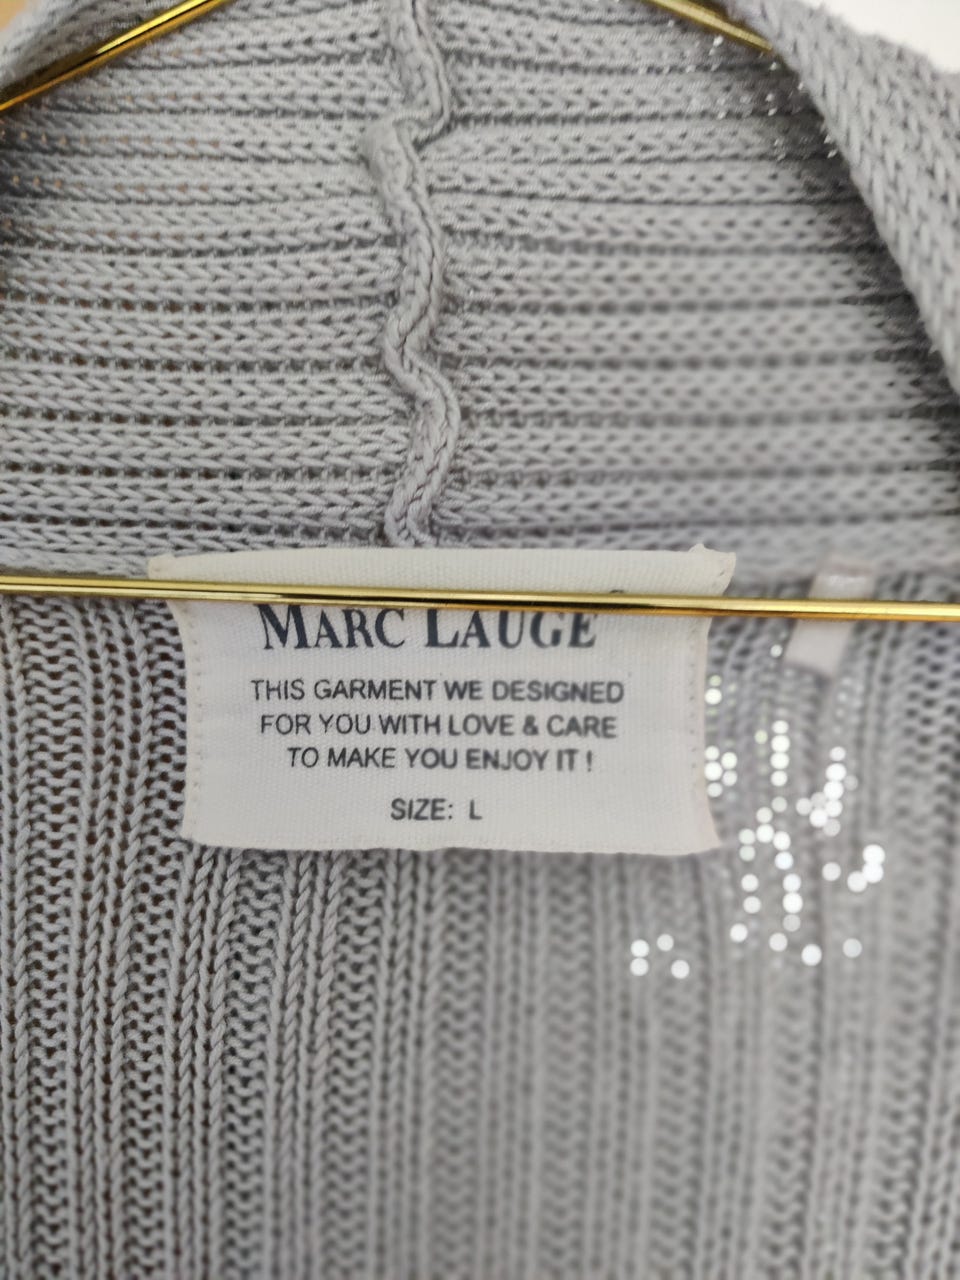 MARC LAUGE
THIS GARMENT WE DESIGNED
FOR YOU WITH LOVE & CARE
TO MAKE YOU ENJOY IT !
SIZE: L